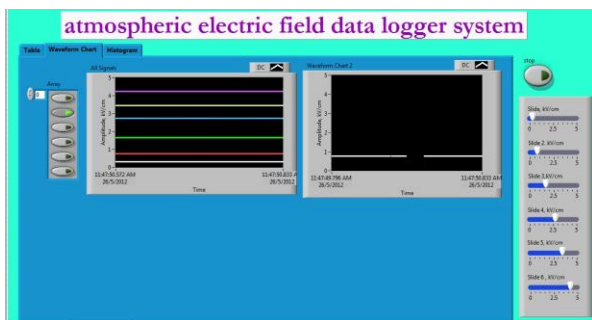 atmospheric electric field data logger system
Table Waveform Chart Histogram
stop
Array
0
All Signals
DC
Amplitude, kV/cm
5
4
3
2
1
0
11:47:50.572 AM
26/5/2012
11:47:50.833 AM
26/5/2012
Time
Waveform Chart 2
DC
Amplitude, kV/cm
5
4
3
2
1
0
11:47:49.796 AM
26/5/2012
11:47:50.833 AM
26/5/2012
Time
Slide, kV/cm
0 2.5 5
Slide 2, kV/cm
0 2.5 5
Slide 3,kV/cm
0 2.5 5
Slide 4, kV/cm
0 2.5 5
Slide 5, kV/cm
0 2.5 5
Slide 6 , kV/cm
0 2.5 5